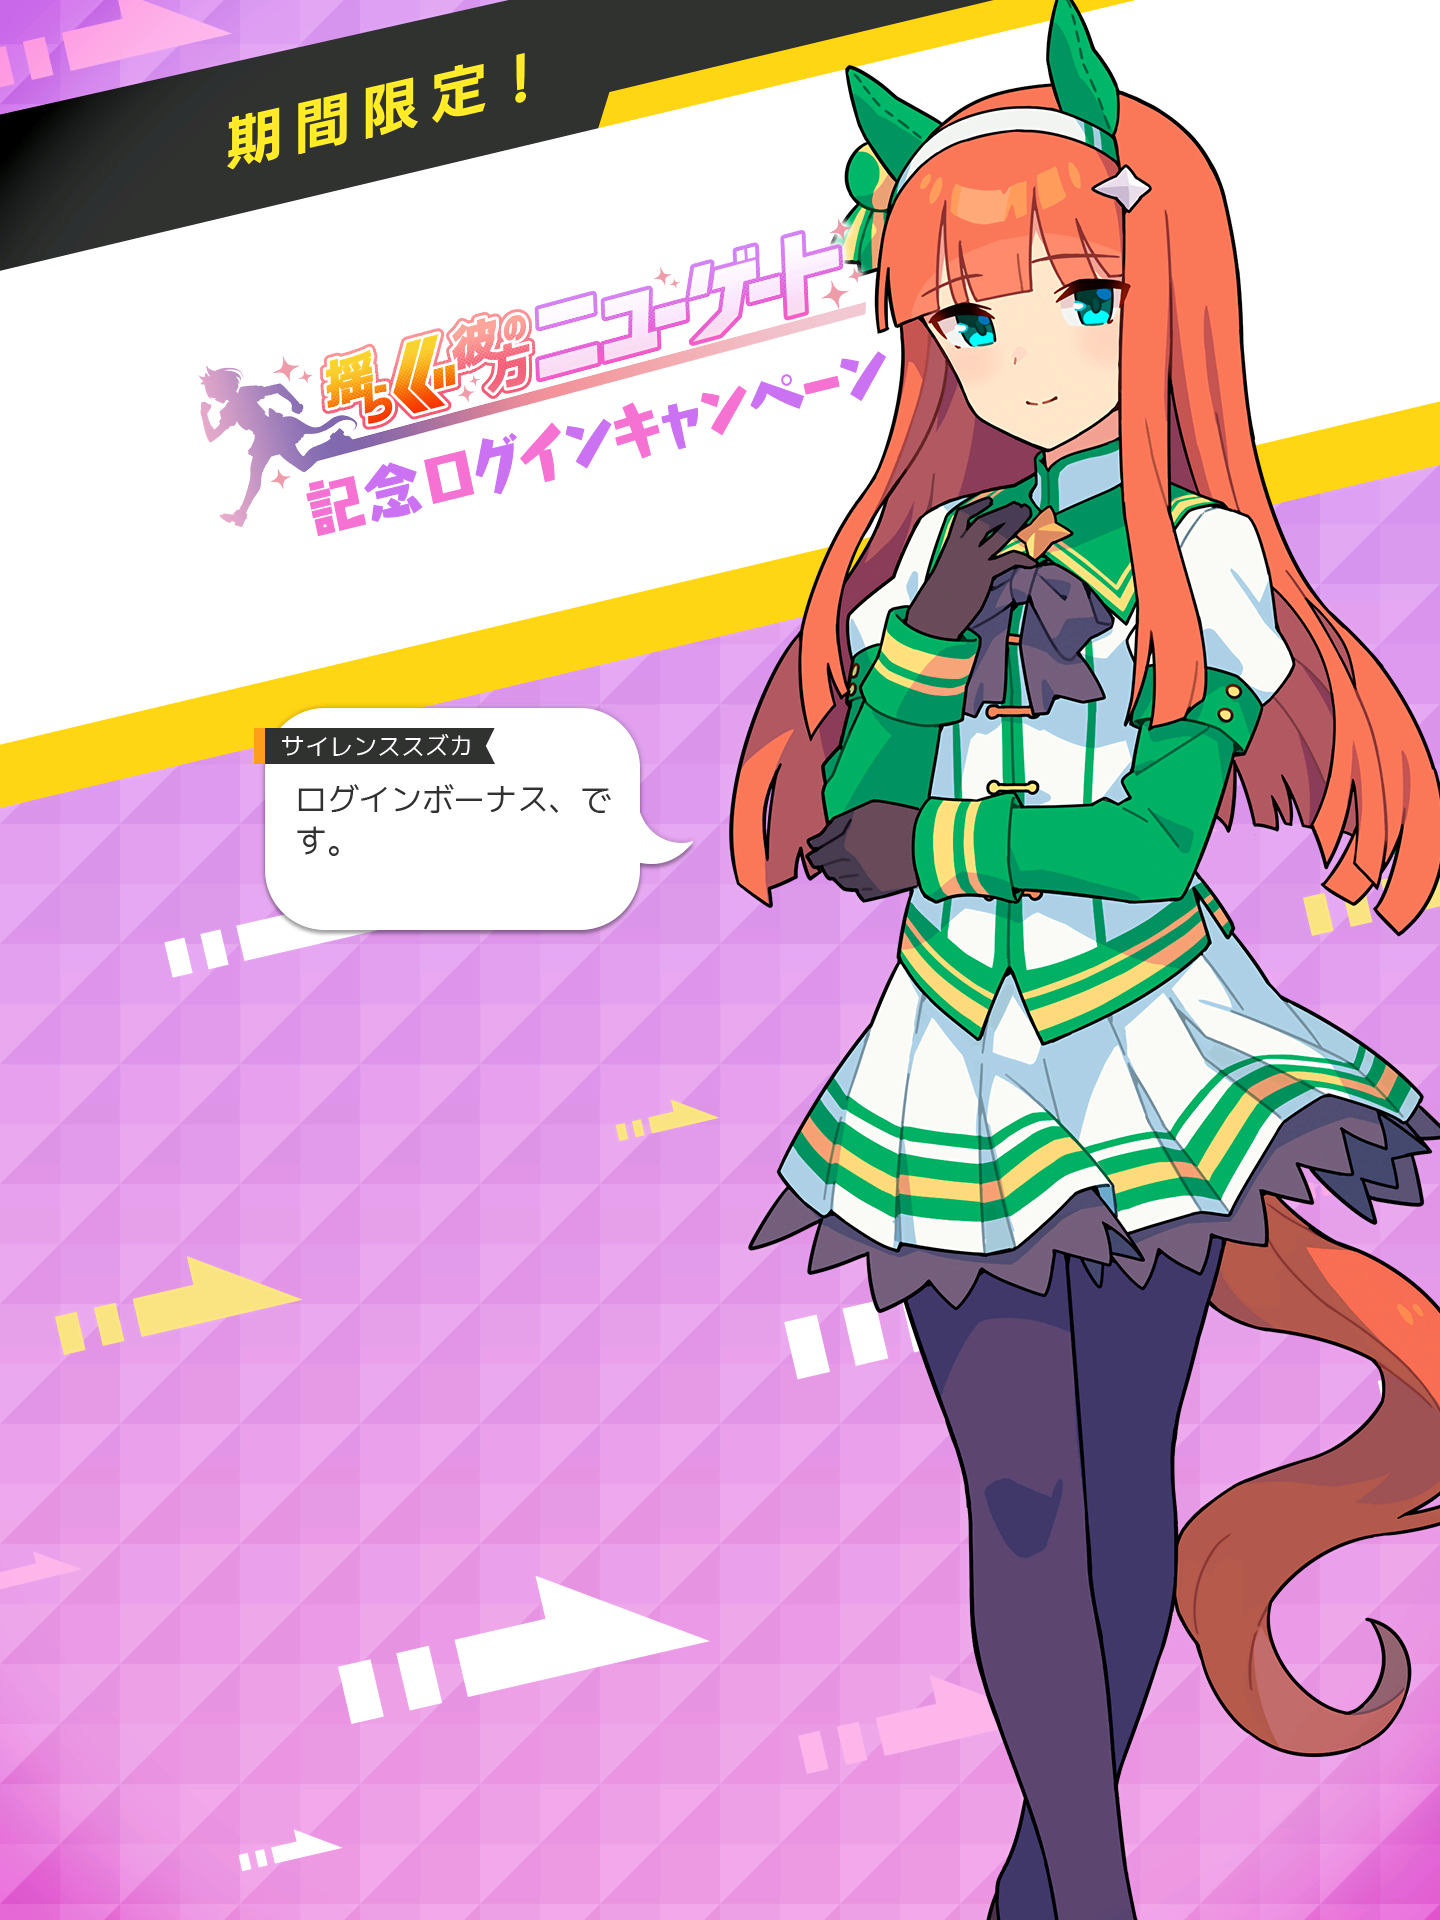 期間限定!
揺らぐ彼の方ニューゲート
記念ログインキャンペーン
サイレンススズカ
ログインボーナス、で
す。